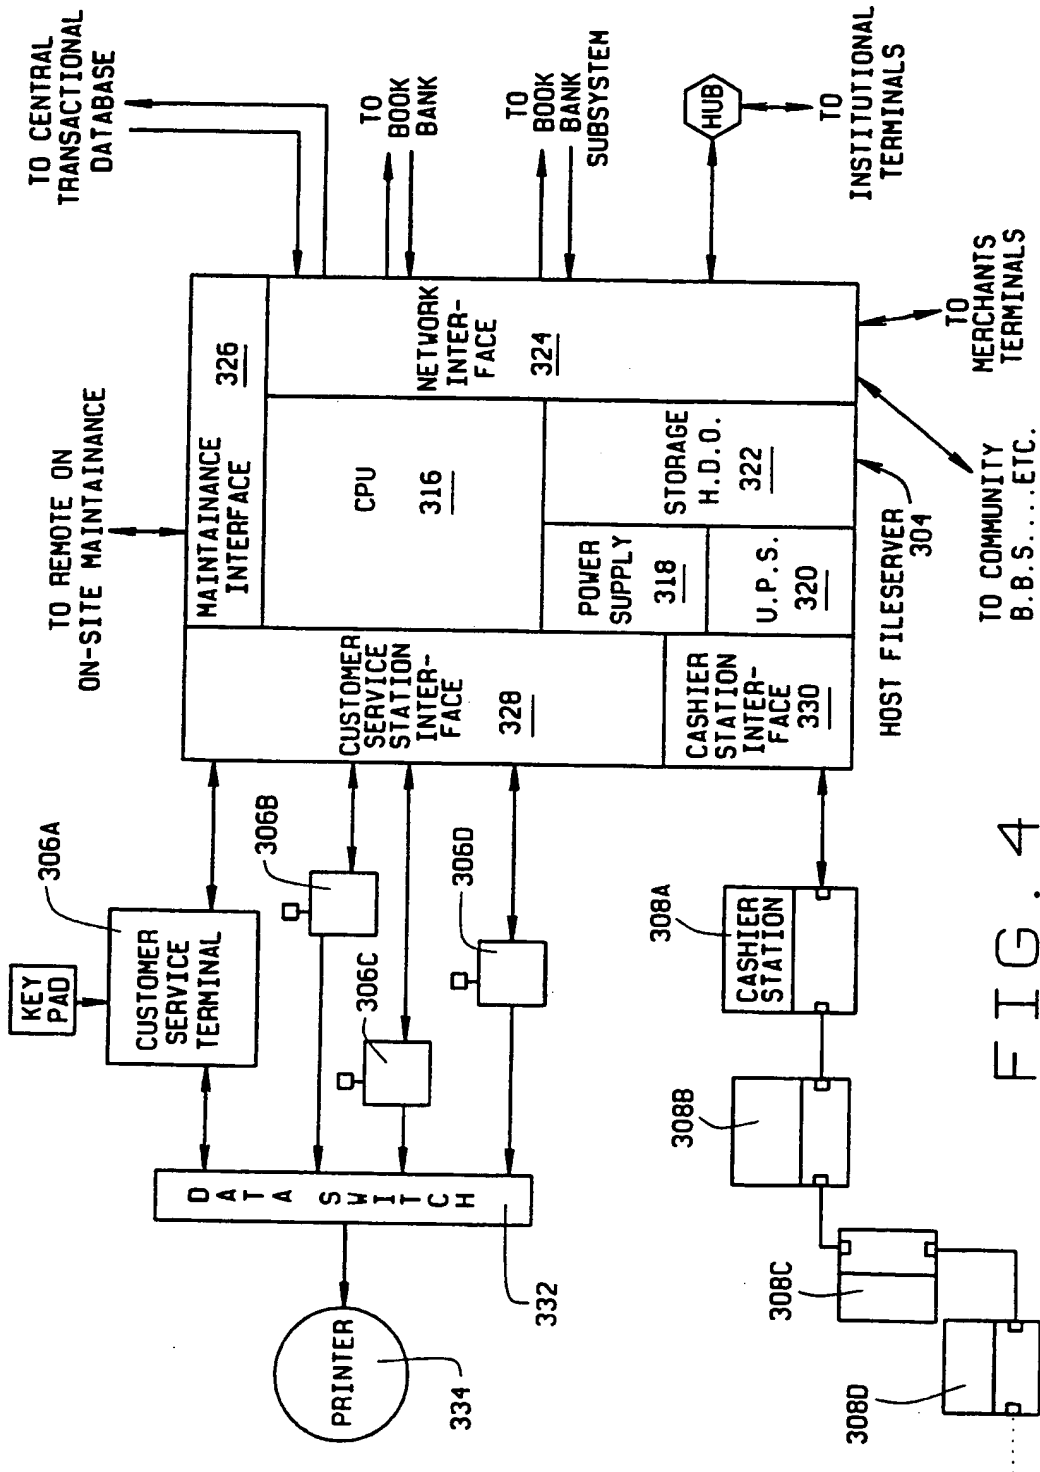 TO CENTRAL
TRANSACTIONAL
DATABASE
TO
BOOK
BANK
TO
BOOK
BANK
SUBSYSTEM
HUB
TO
INSTITUTIONAL
TERMINALS
TO REMOTE ON
ON-SITE MAINTAINANCE
MAINTAINANCE
INTERFACE
326
NETWORK
INTER-
FACE
324
CPU
316
STORAGE
H.D.O.
322
POWER
SUPPLY
318
U.P.S.
320
CUSTOMER
SERVICE
STATION
INTER-
FACE
328
CASHIER
STATION
INTER-
FACE
330
HOST FILESERVER
304
TO
MERCHANTS
TERMINALS
TO COMMUNITY
B.B.S....ETC.
KEY
PAD
CUSTOMER
SERVICE
TERMINAL
306A
306B
306C
306D
DATA SWITCH
332
PRINTER
334
CASHIER
STATION
308A
308B
308C
308D
FIG. 4